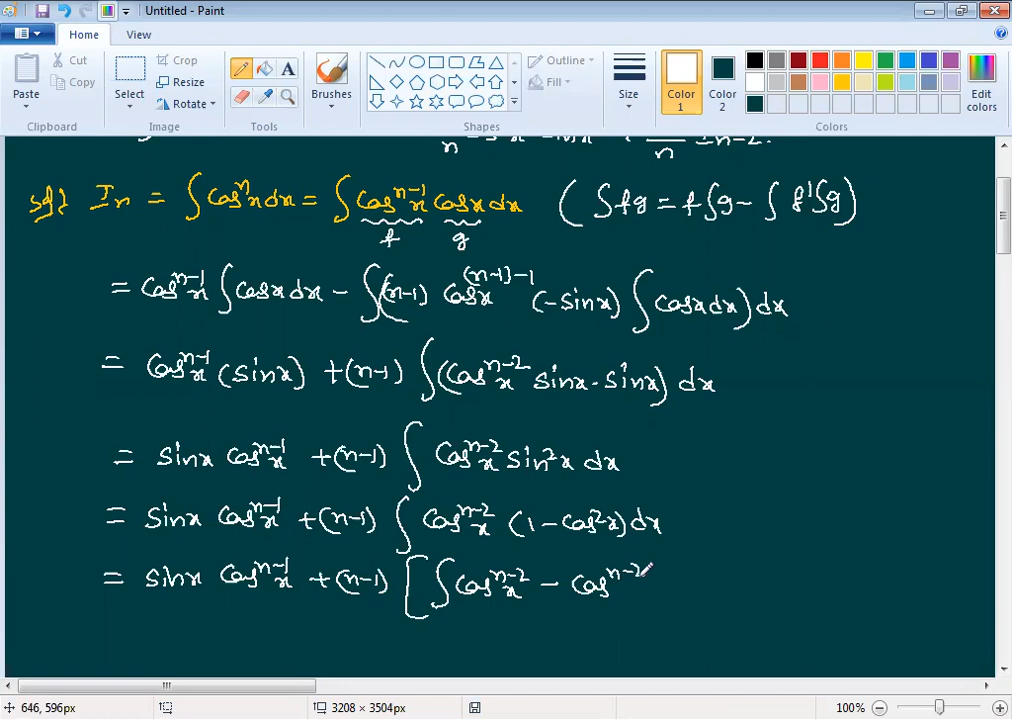 Untitled - Paint
Home View
Paste Cut Copy Clipboard
Select Crop Resize Rotate Image
A Tools
Brushes
Outline Fill Shapes
Size
Color 1 Color 2 Edit colors Colors
n n I n-2.
sol) In = ∫ Cosⁿx dx = ∫ Cosⁿ⁻¹x Cosx dx (∫fg = f∫g - ∫f'∫g)
f g
= Cosⁿ⁻¹x ∫Cosx dx - ∫((n-1) Cos⁽ⁿ⁻¹⁾⁻¹x (-sinx) ∫Cosx dx) dx
= Cosⁿ⁻¹x (sinx) +(n-1) ∫(Cosⁿ⁻²x sinx . sinx) dx
= sinx Cosⁿ⁻¹x +(n-1) ∫ Cosⁿ⁻²x sin²x dx
= sinx Cosⁿ⁻¹x +(n-1) ∫ Cosⁿ⁻²x (1 - cos²x) dx
= sinx Cosⁿ⁻¹x +(n-1) [∫Cosⁿ⁻²x - Cosⁿ⁻²
646, 596px 3208 × 3504px 100%